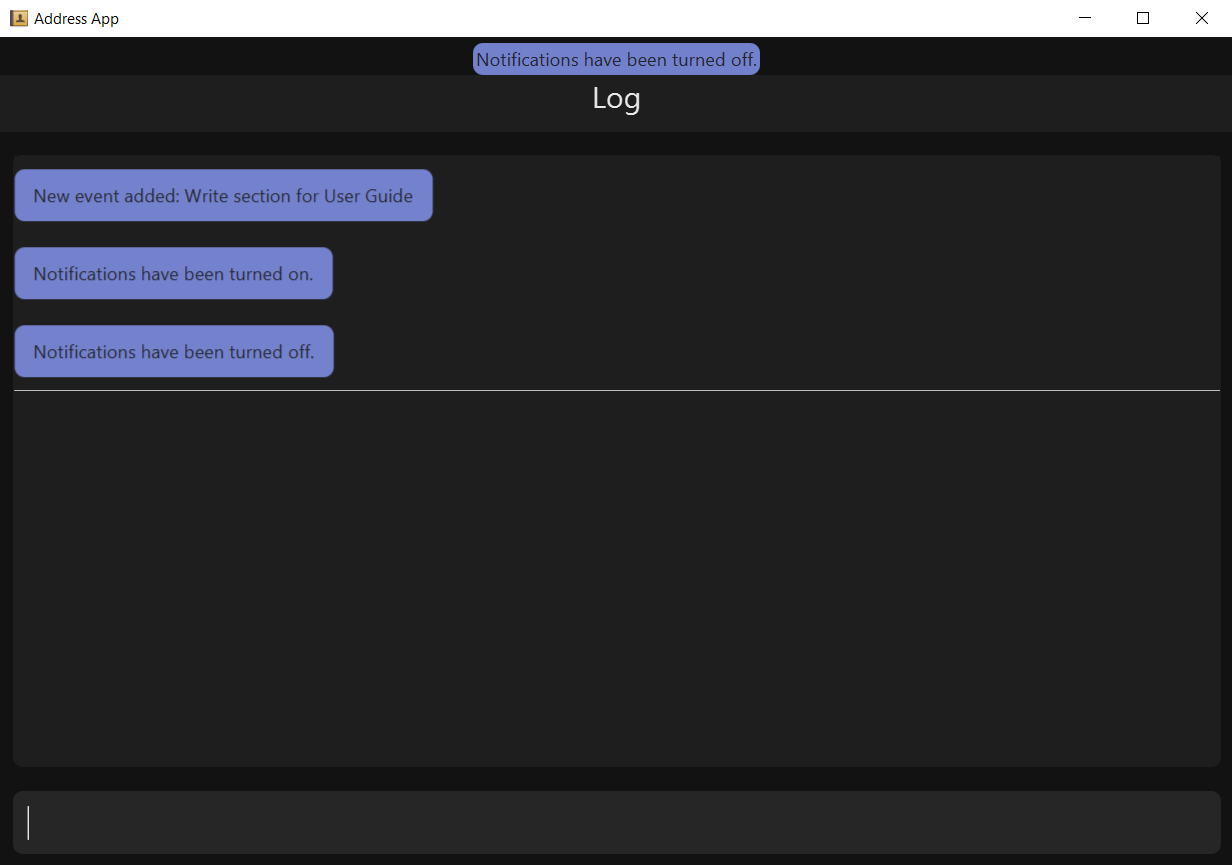 Address App
Notifications have been turned off.
Log
New event added: Write section for User Guide
Notifications have been turned on.
Notifications have been turned off.